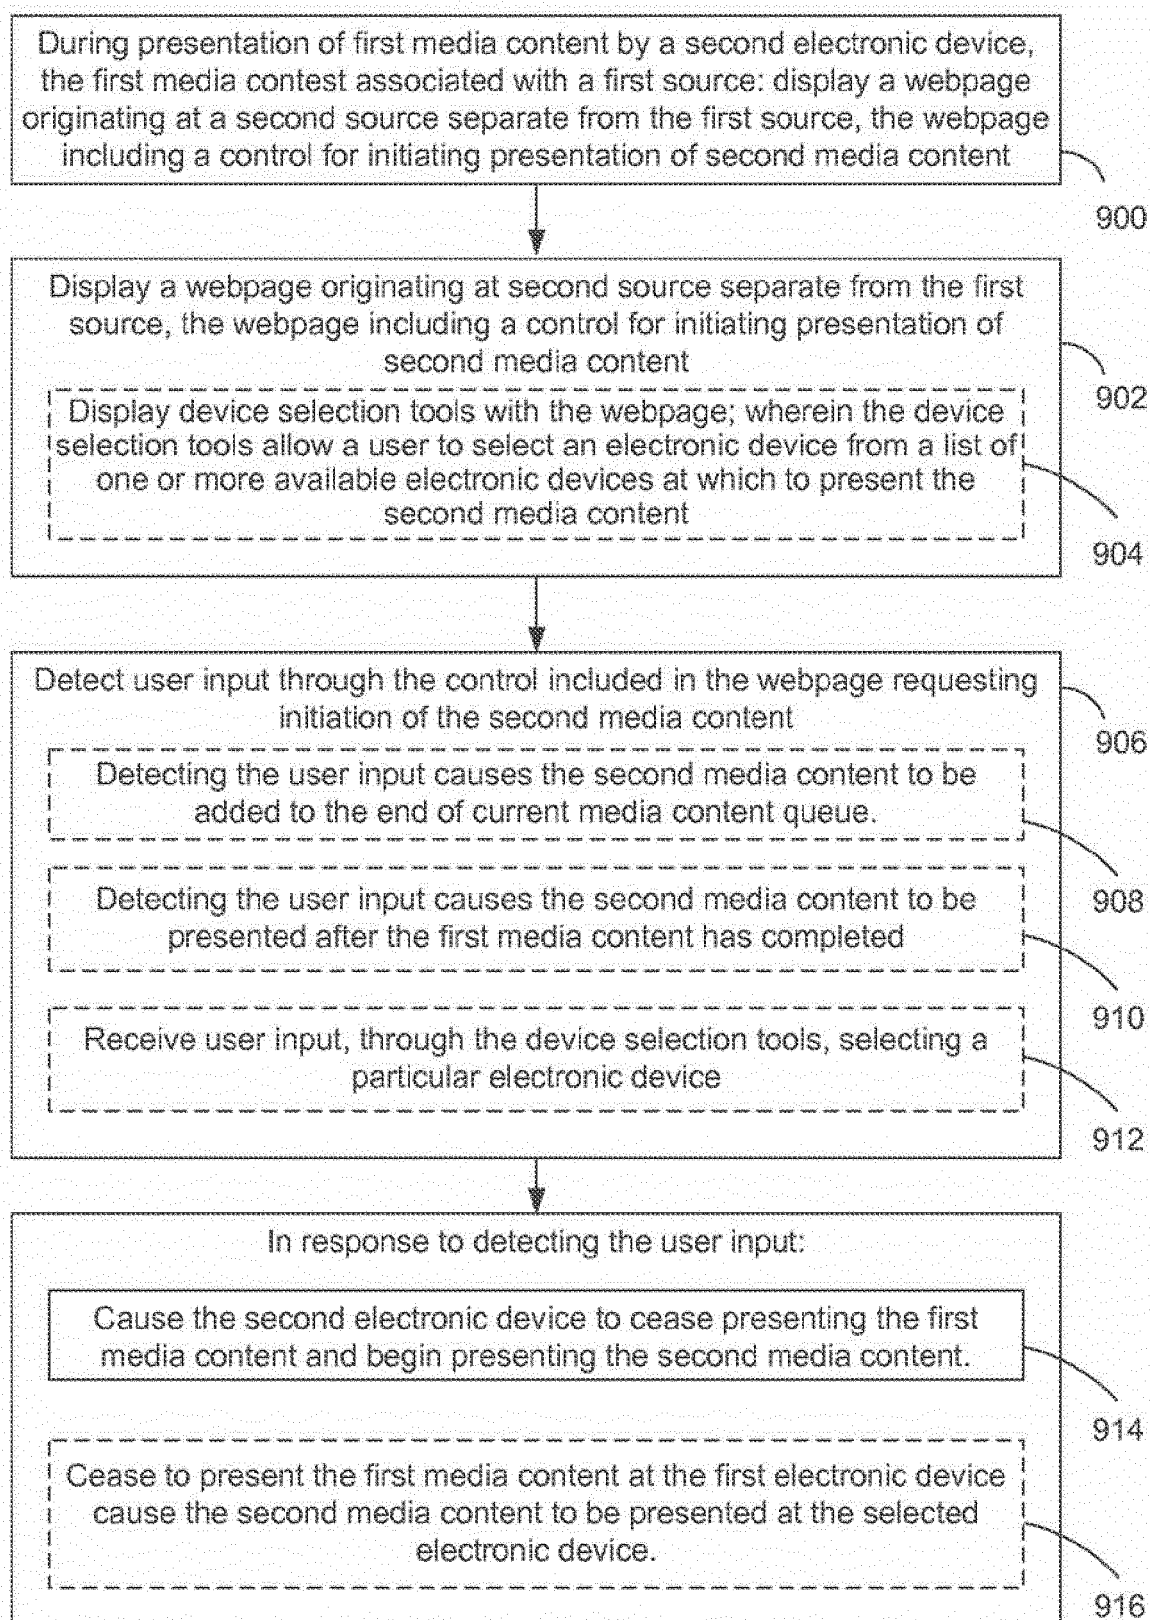 During presentation of first media content by a second electronic device,
the first media contest associated with a first source: display a webpage
originating at a second source separate from the first source, the webpage
including a control for initiating presentation of second media content
900
Display a webpage originating at second source separate from the first
source, the webpage including a control for initiating presentation of
second media content
902
Display device selection tools with the webpage; wherein the device
selection tools allow a user to select an electronic device from a list of
one or more available electronic devices at which to present the
second media content
904
Detect user input through the control included in the webpage requesting
initiation of the second media content
906
Detecting the user input causes the second media content to be
added to the end of current media content queue.
908
Detecting the user input causes the second media content to be
presented after the first media content has completed
910
Receive user input, through the device selection tools, selecting a
particular electronic device
912
In response to detecting the user input:
Cause the second electronic device to cease presenting the first
media content and begin presenting the second media content.
914
Cease to present the first media content at the first electronic device
cause the second media content to be presented at the selected
electronic device.
916